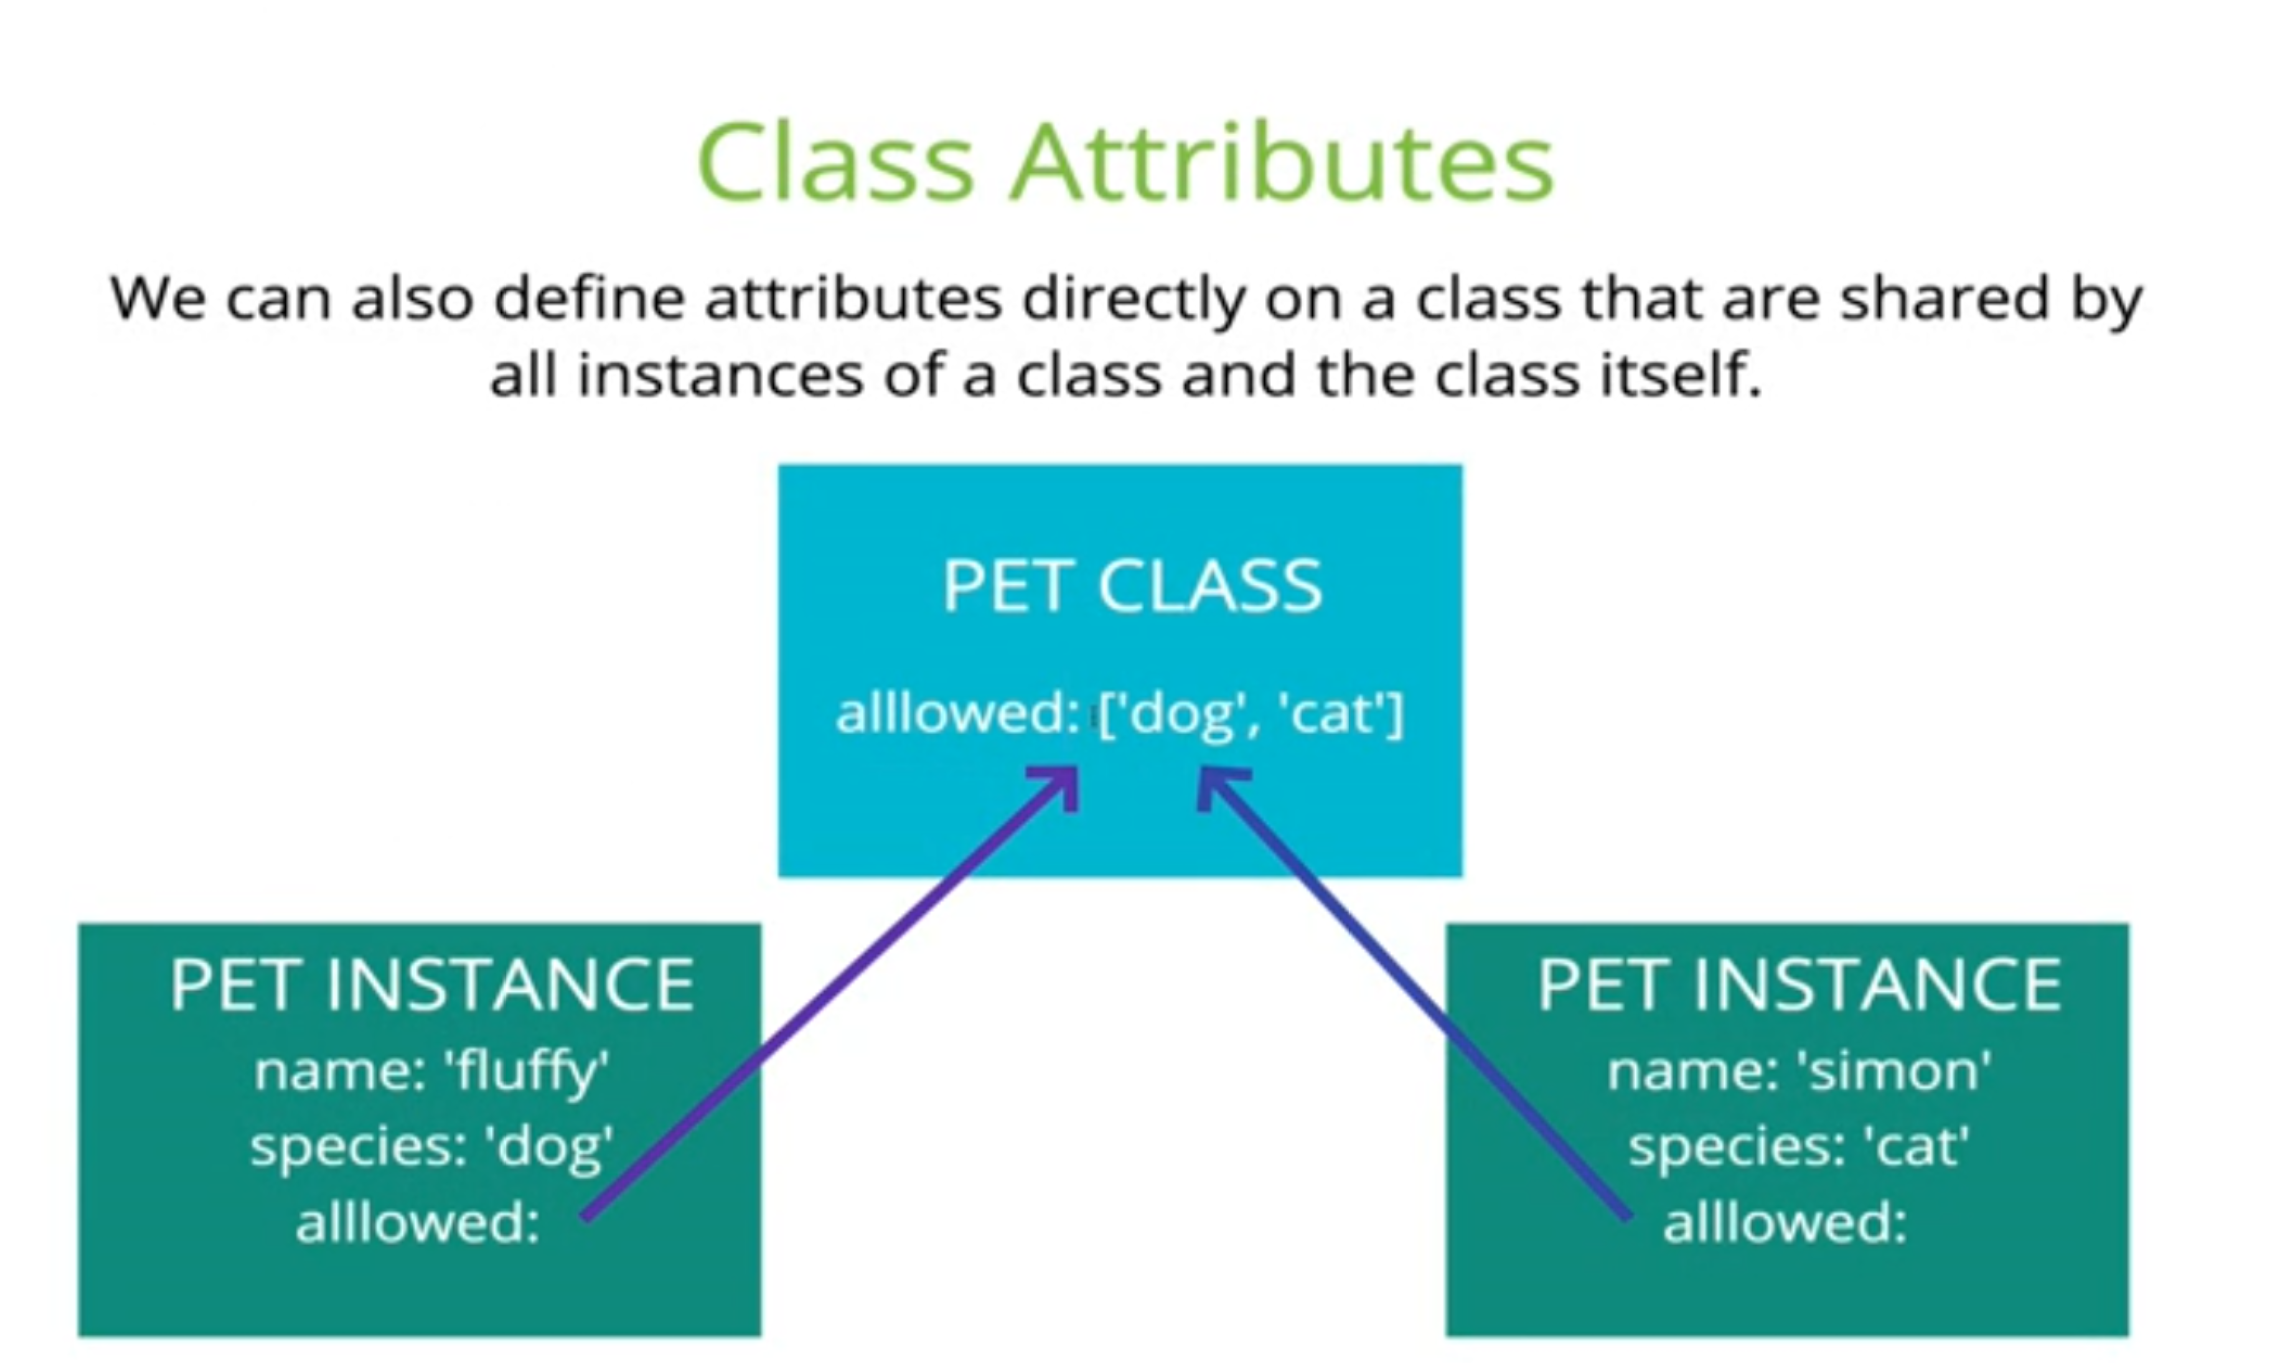 Class Attributes
We can also define attributes directly on a class that are shared by
all instances of a class and the class itself.
PET CLASS
alllowed: ['dog', 'cat']
PET INSTANCE
name: 'fluffy'
species: 'dog'
alllowed:
PET INSTANCE
name: 'simon'
species: 'cat'
alllowed: